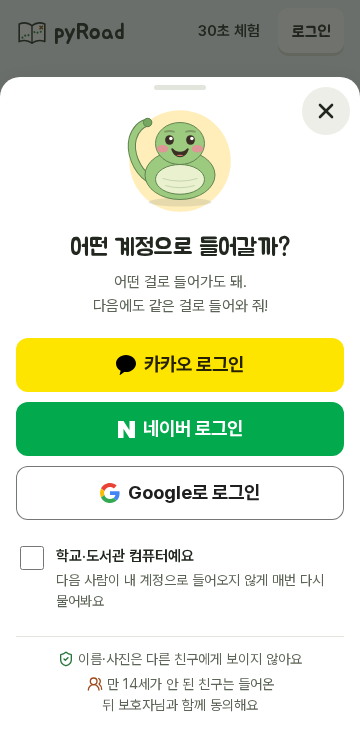 pyRoad
30초 체험
로그인
어떤 계정으로 들어갈까?
어떤 걸로 들어가도 돼.
다음에도 같은 걸로 들어와 줘!
카카오 로그인
네이버 로그인
Google로 로그인
학교·도서관 컴퓨터예요
다음 사람이 내 계정으로 들어오지 않게 매번 다시
물어봐요
이름·사진은 다른 친구에게 보이지 않아요
만 14세가 안 된 친구는 들어온
뒤 보호자님과 함께 동의해요